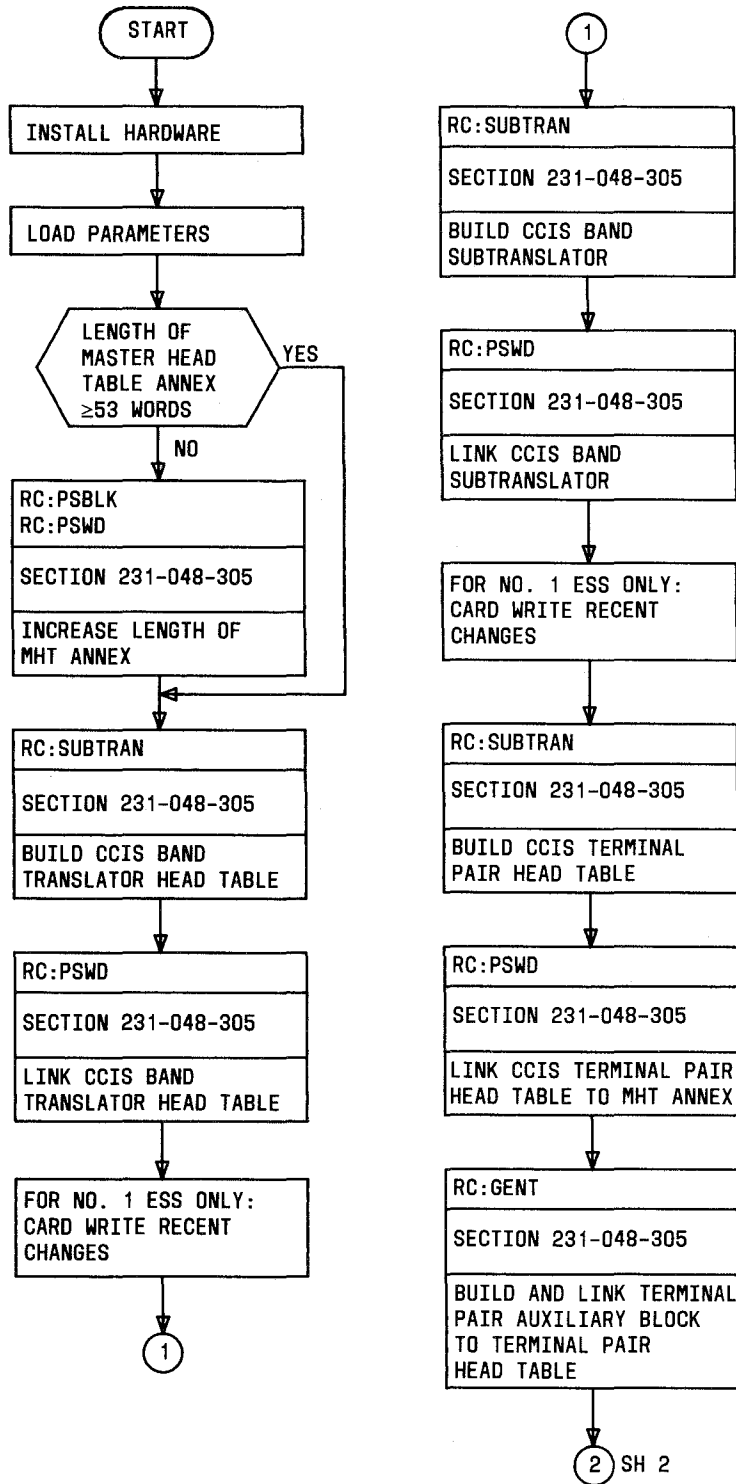 START
INSTALL HARDWARE
LOAD PARAMETERS
LENGTH OF
MASTER HEAD
TABLE ANNEX
≥53 WORDS
YES
NO
RC:PSBLK
RC:PSWD
SECTION 231-048-305
INCREASE LENGTH OF
MHT ANNEX
RC:SUBTRAN
SECTION 231-048-305
BUILD CCIS BAND
TRANSLATOR HEAD TABLE
RC:PSWD
SECTION 231-048-305
LINK CCIS BAND
TRANSLATOR HEAD TABLE
FOR NO. 1 ESS ONLY:
CARD WRITE RECENT
CHANGES
1
1
RC:SUBTRAN
SECTION 231-048-305
BUILD CCIS BAND
SUBTRANSLATOR
RC:PSWD
SECTION 231-048-305
LINK CCIS BAND
SUBTRANSLATOR
FOR NO. 1 ESS ONLY:
CARD WRITE RECENT
CHANGES
RC:SUBTRAN
SECTION 231-048-305
BUILD CCIS TERMINAL
PAIR HEAD TABLE
RC:PSWD
SECTION 231-048-305
LINK CCIS TERMINAL PAIR
HEAD TABLE TO MHT ANNEX
RC:GENT
SECTION 231-048-305
BUILD AND LINK TERMINAL
PAIR AUXILIARY BLOCK
TO TERMINAL PAIR
HEAD TABLE
2 SH 2